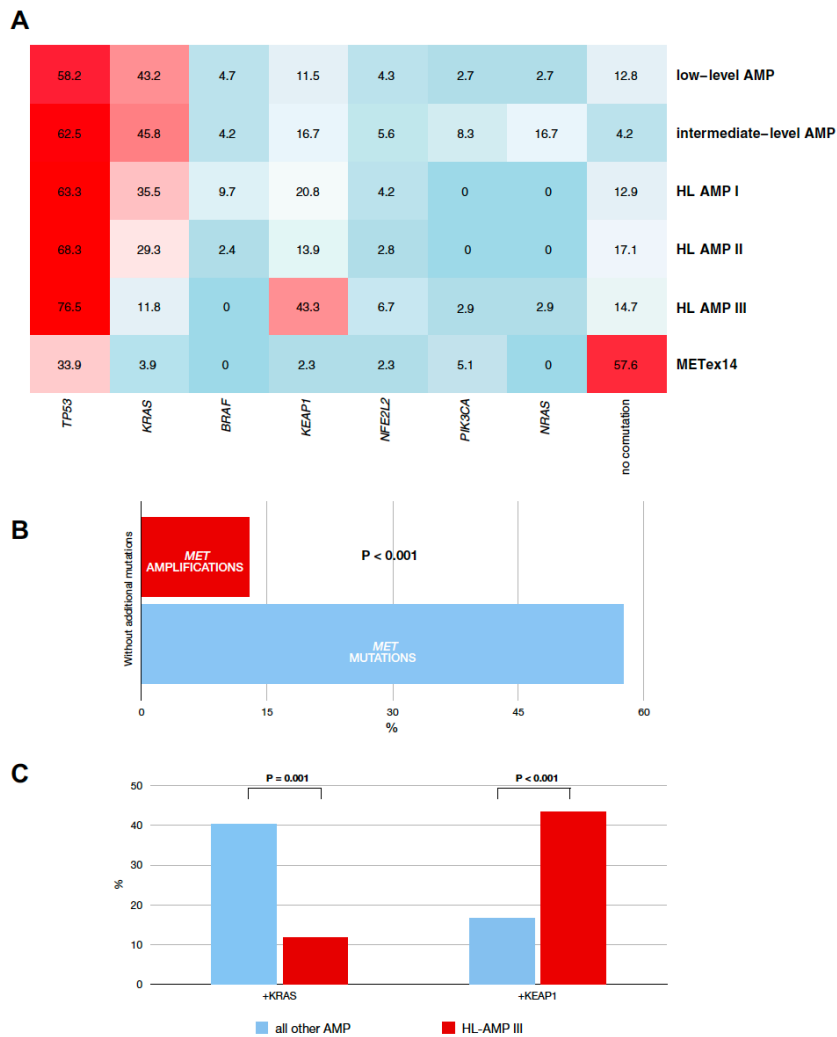 A
58.2 43.2 4.7 11.5 4.3 2.7 2.7 12.8 low-level AMP
62.5 45.8 4.2 16.7 5.6 8.3 16.7 4.2 intermediate-level AMP
63.3 35.5 9.7 20.8 4.2 0 0 12.9 HL AMP I
68.3 29.3 2.4 13.9 2.8 0 0 17.1 HL AMP II
76.5 11.8 0 43.3 6.7 2.9 2.9 14.7 HL AMP III
33.9 3.9 0 2.3 2.3 5.1 0 57.6 METex14
TP53 KRAS BRAF KEAP1 NFE2L2 PIK3CA NRAS no comutation
B
Without additional mutations
MET
AMPLIFICATIONS
P < 0.001
MET
MUTATIONS
0 15 30 45 60
%
C
P = 0.001 P < 0.001
50
40
30
20
10
0
%
+KRAS +KEAP1
all other AMP HL-AMP III